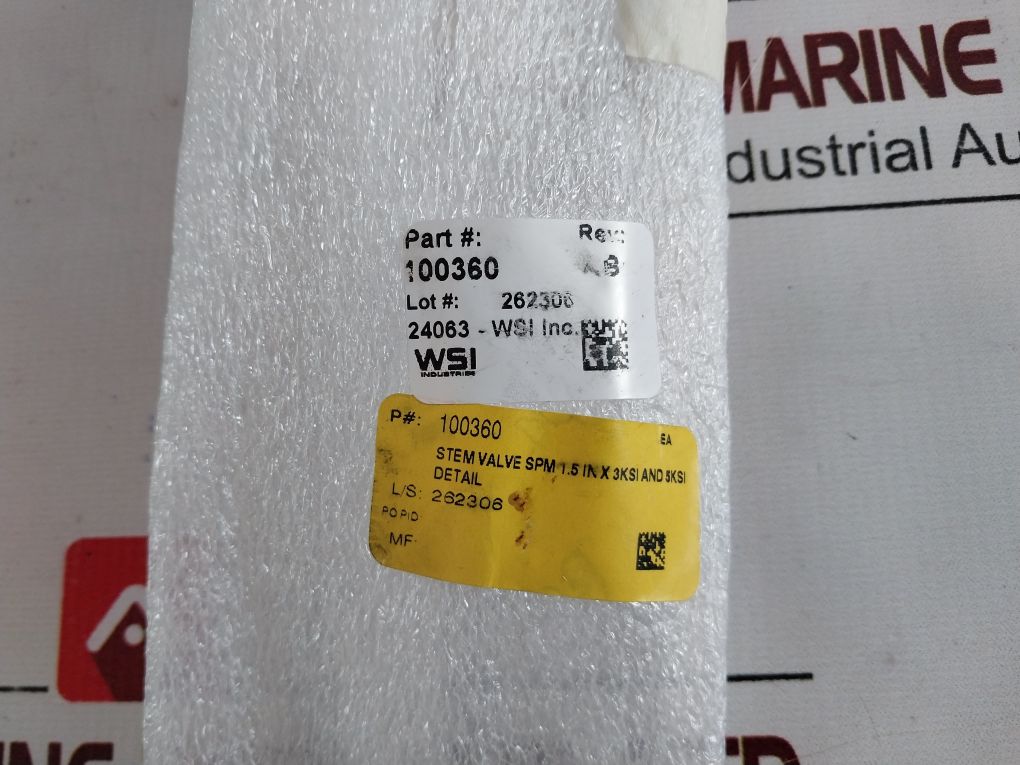 MARINE
dustrial Au
Part #:
Rev:
100360
B
Lot #: 262306
24063 - WSI Inc.
WSI
INDUSTRIES
P#: 100360
EA
STEM VALVE SPM 1.5 IN X 3KSI AND 5KSI
DETAIL
L/S: 262306
PO PID:
MF: